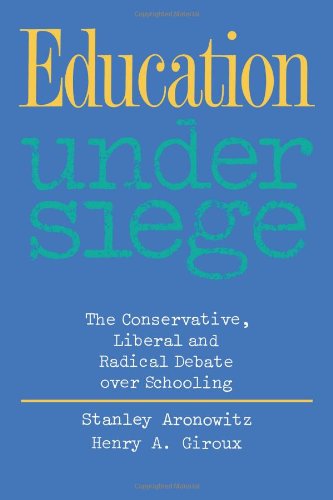 Education
under
siege
The Conservative,
Liberal and
Radical Debate
over Schooling
Stanley Aronowitz
Henry A. Giroux